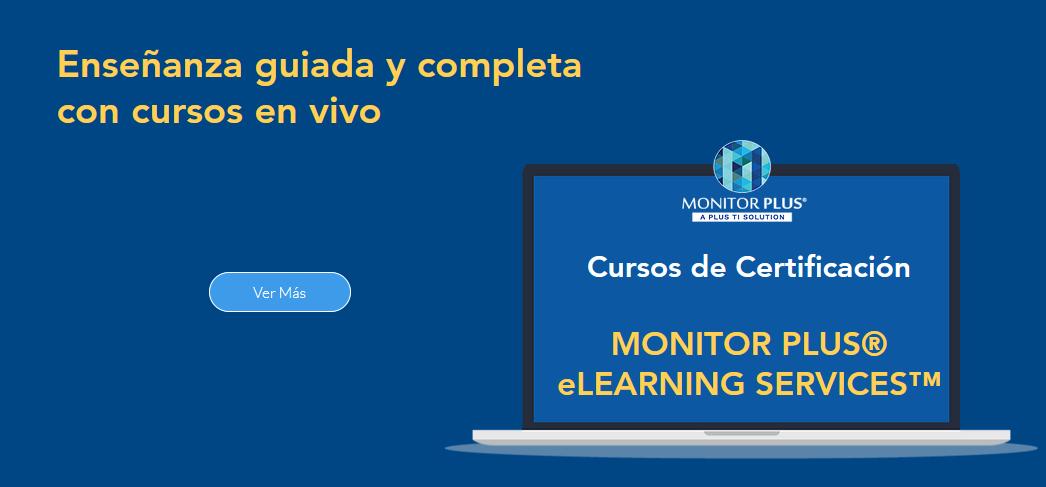 Enseñanza guiada y completa
con cursos en vivo
MONITOR PLUS®
A PLUS TI SOLUTION
Cursos de Certificación
Ver Más
MONITOR PLUS®
eLEARNING SERVICES™